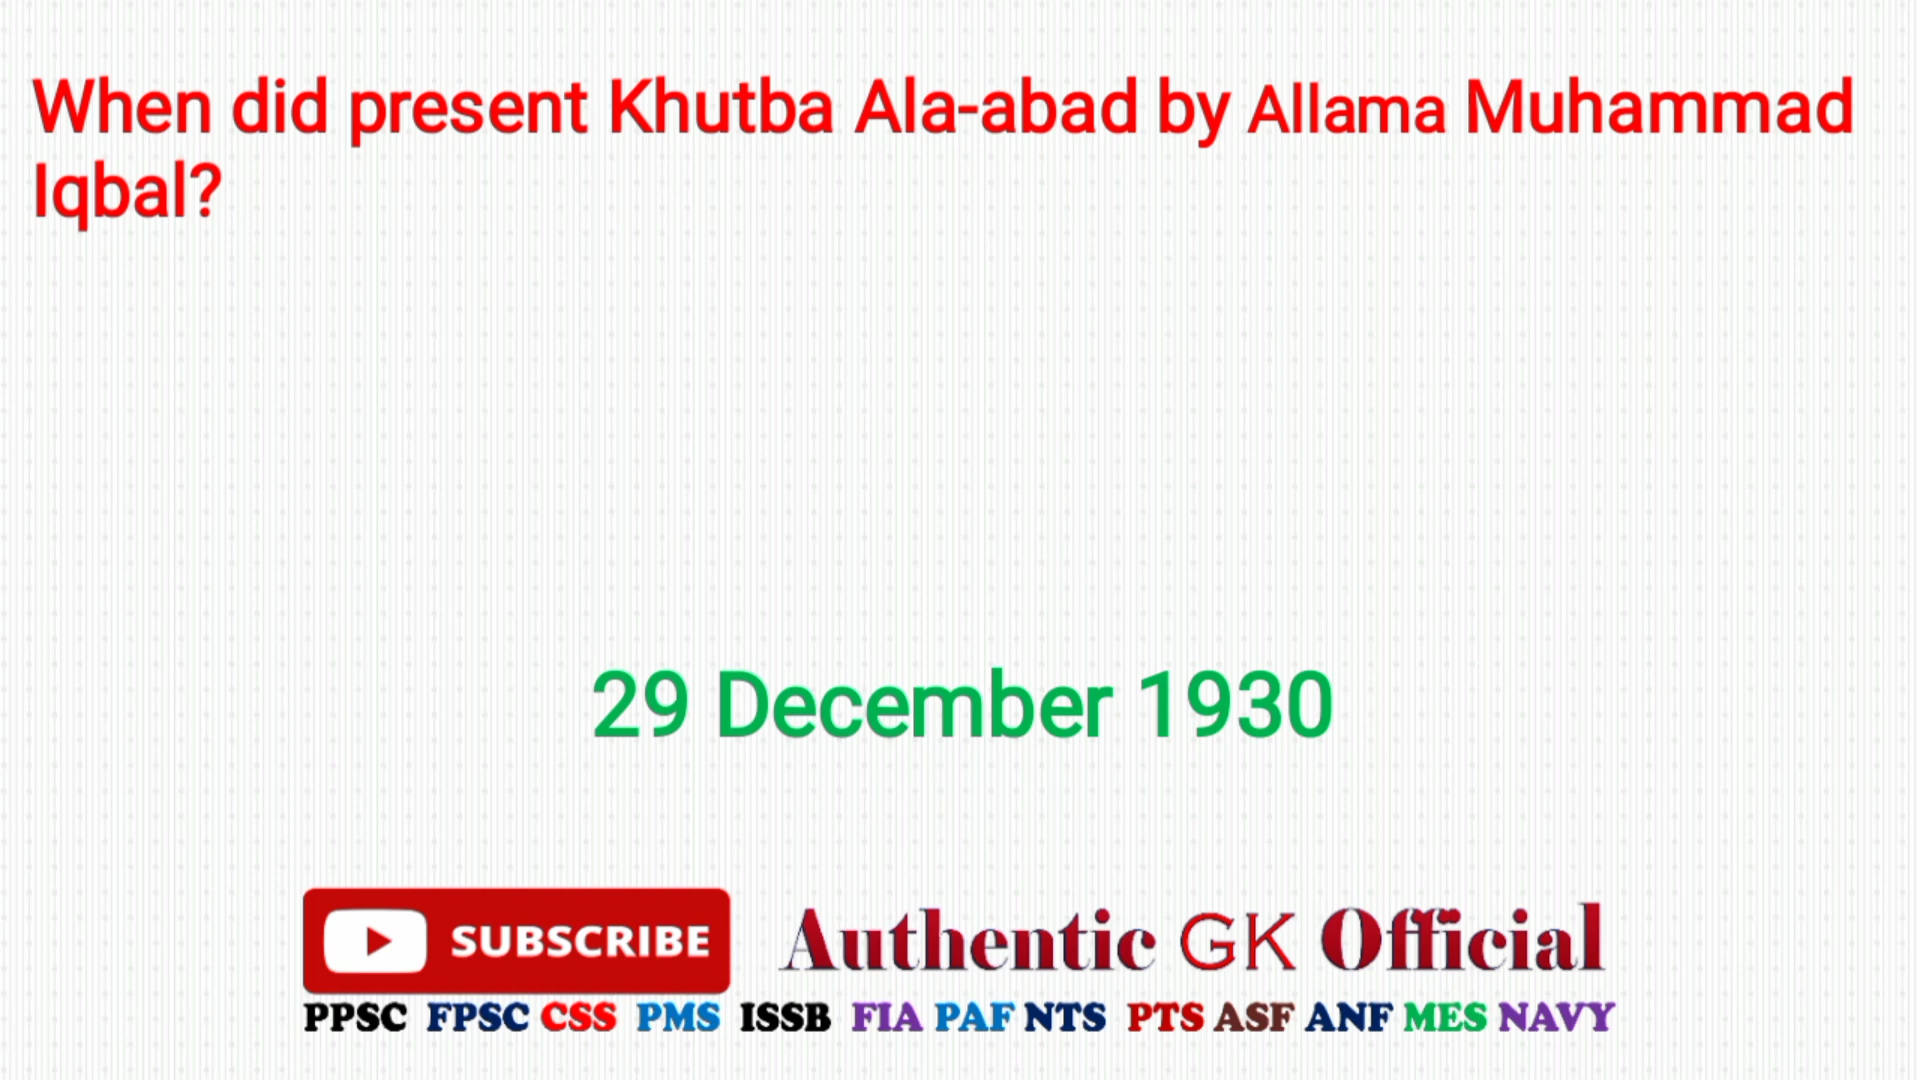 When did present Khutba Ala-abad by Allama Muhammad
Iqbal?
29 December 1930
SUBSCRIBE Authentic GK Official
PPSC FPSC CSS PMS ISSB FIA PAF NTS PTS ASF ANF MES NAVY